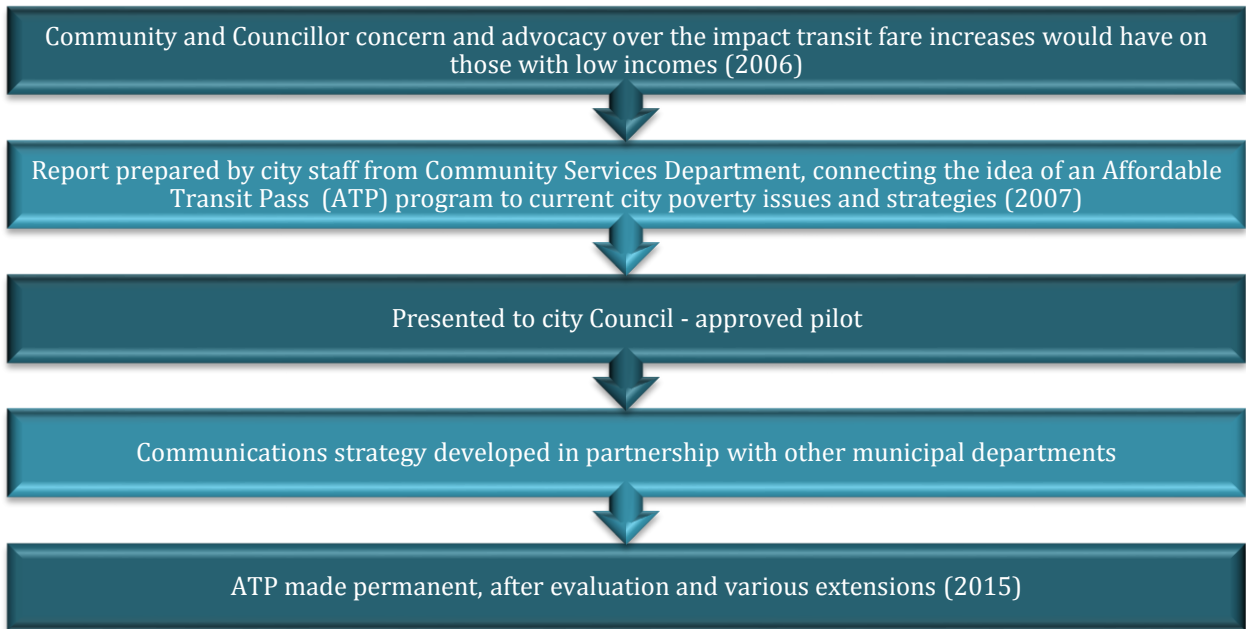 Community and Councillor concern and advocacy over the impact transit fare increases would have on
those with low incomes (2006)
Report prepared by city staff from Community Services Department, connecting the idea of an Affordable
Transit Pass  (ATP) program to current city poverty issues and strategies (2007)
Presented to city Council - approved pilot
Communications strategy developed in partnership with other municipal departments
ATP made permanent, after evaluation and various extensions (2015)